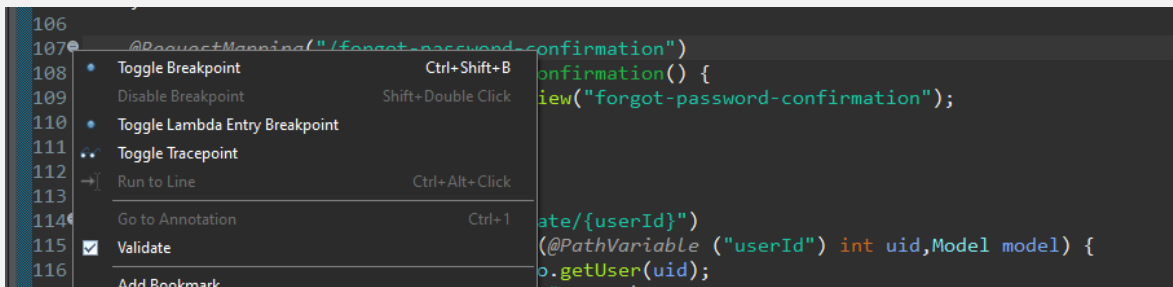 106
107 @RequestMapping("/forgot-password-confirmation")
108 onfirmation() {
109 iew("forgot-password-confirmation");
110
111
112
113
114 ate/{userId}")
115 (@PathVariable ("userId") int uid,Model model) {
116 o.getUser(uid);
Toggle Breakpoint Ctrl+Shift+B
Disable Breakpoint Shift+Double Click
Toggle Lambda Entry Breakpoint
Toggle Tracepoint
Run to Line Ctrl+Alt+Click
Go to Annotation Ctrl+1
Validate
Add Bookmark